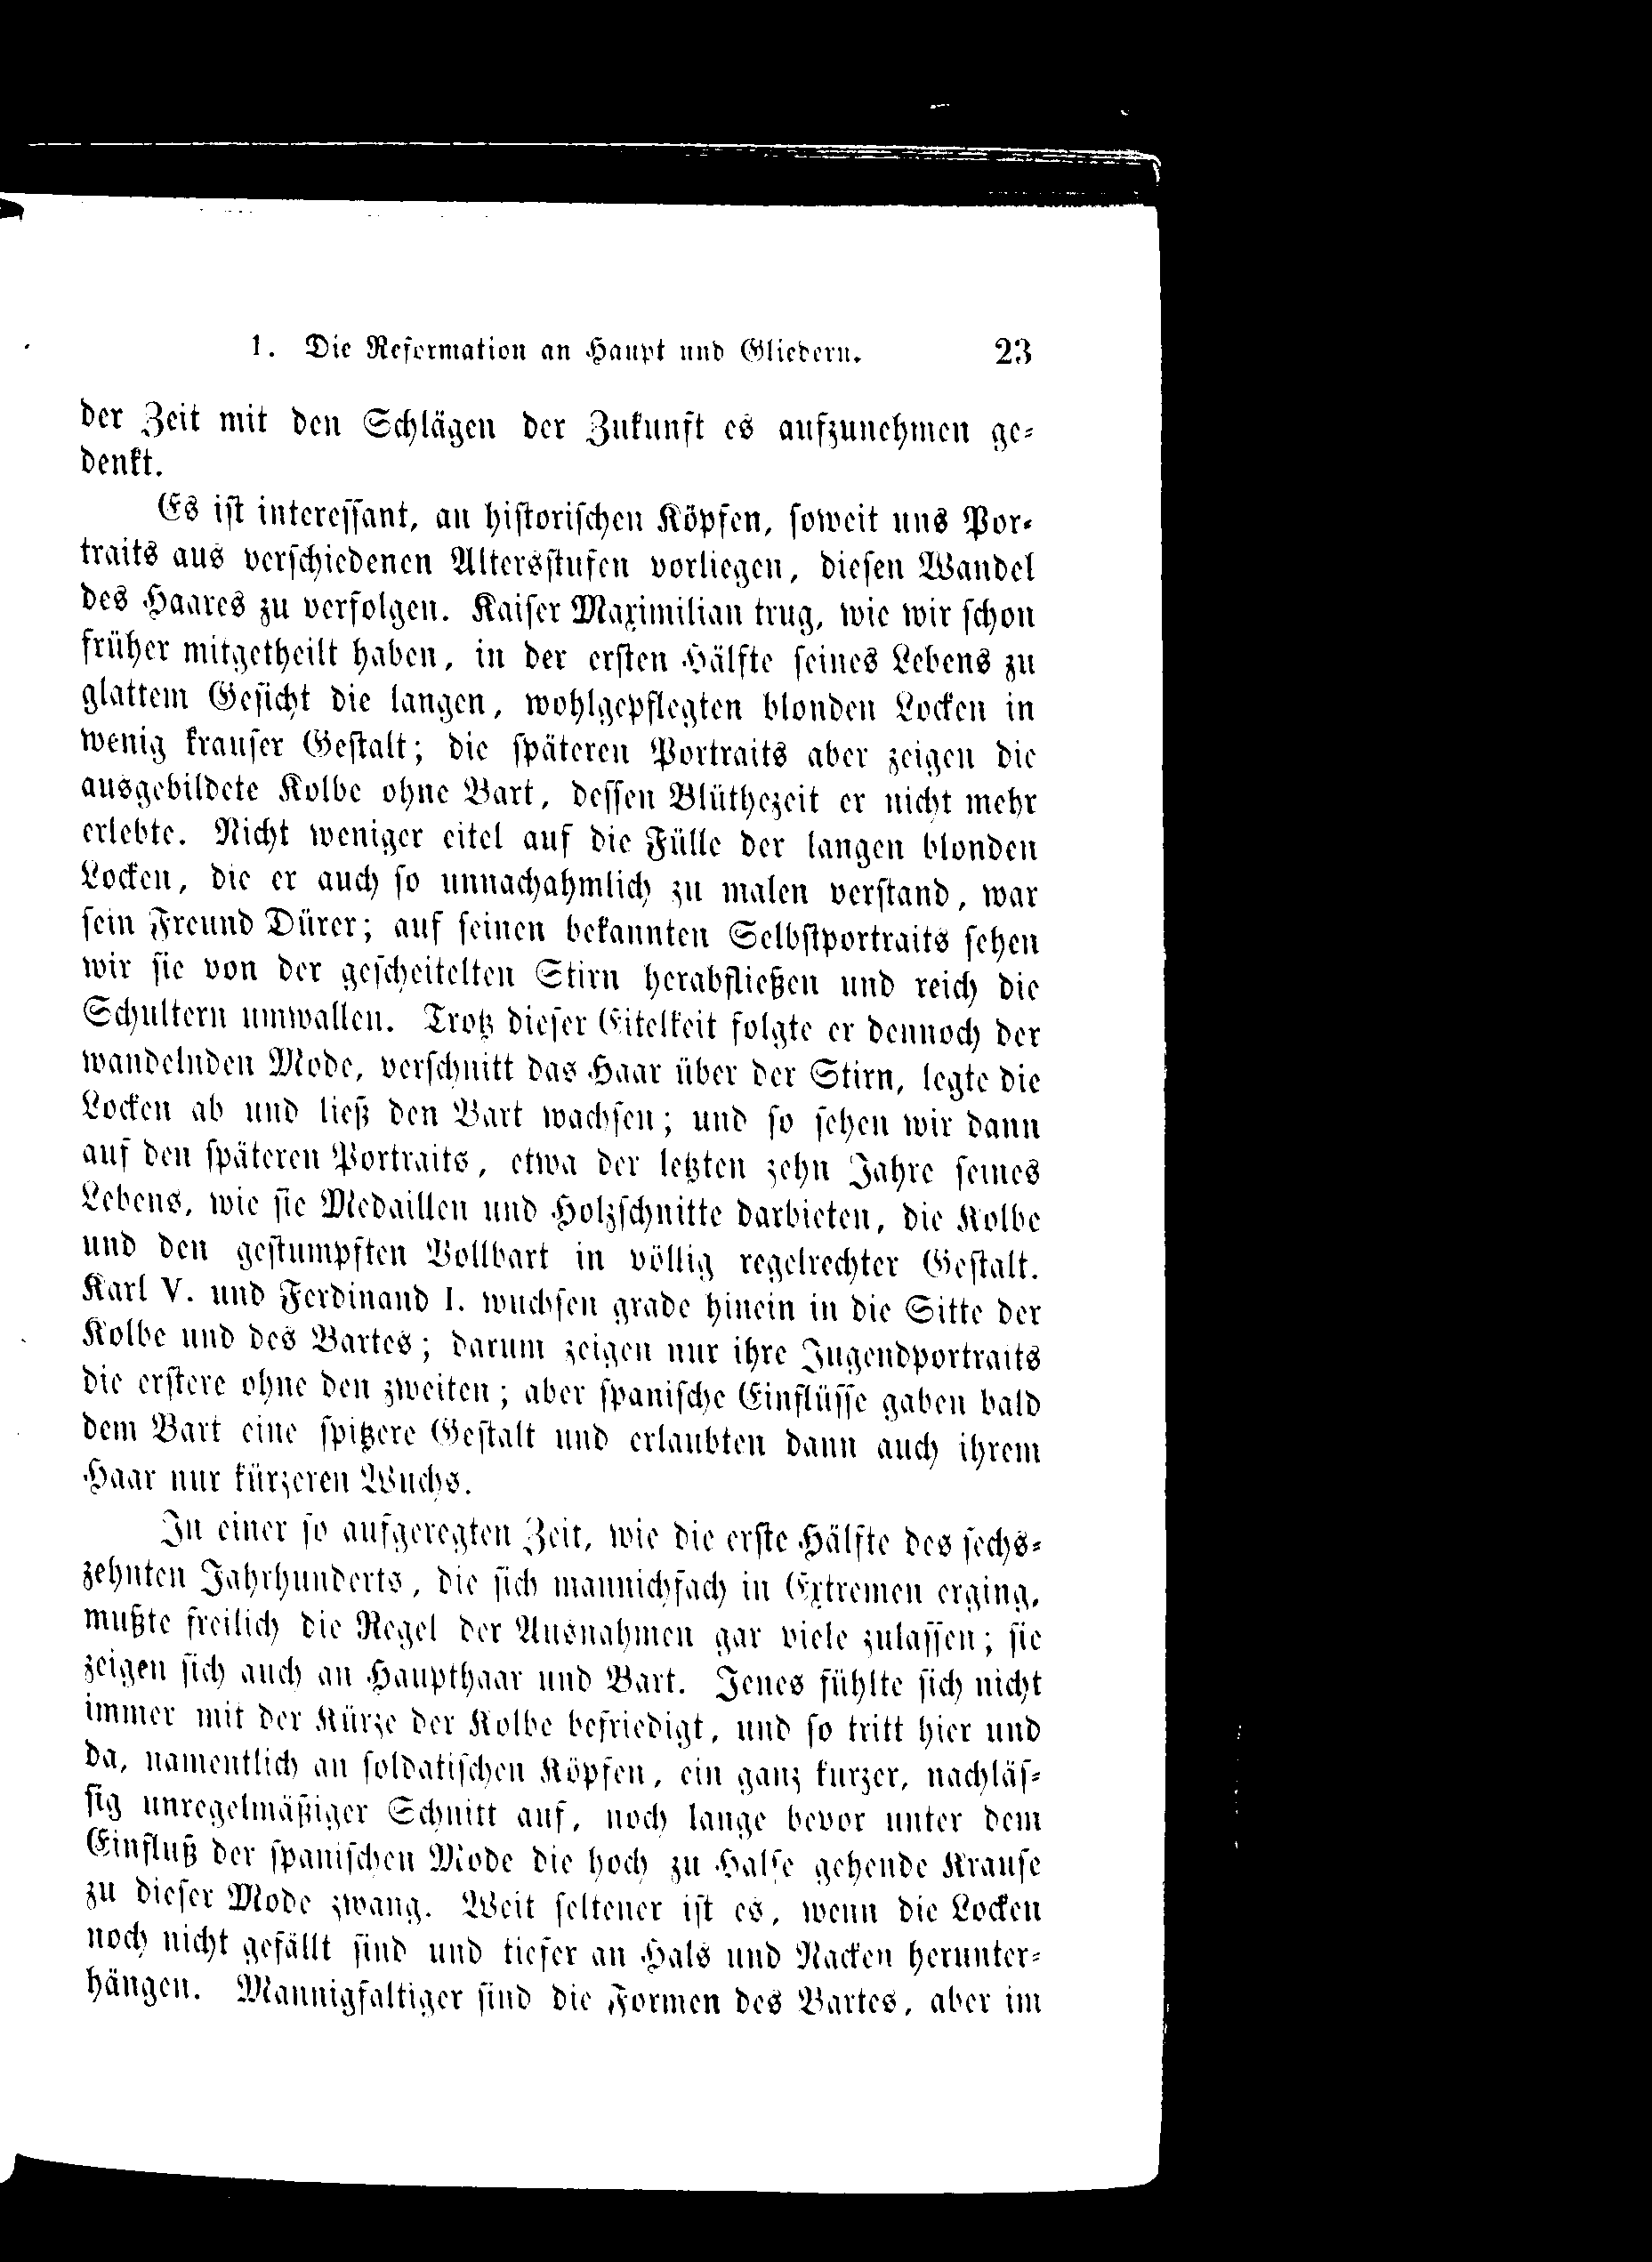 1. Die Reformation an Haupt und Gliedern. 23
der Zeit mit den Schlägen der Zukunft es aufzunehmen ge-
denkt.
Es ist interessant, an historischen Köpfen, soweit uns Por-
traits aus verschiedenen Altersstufen vorliegen, diesen Wandel
des Haares zu verfolgen. Kaiser Maximilian trug, wie wir schon
früher mitgetheilt haben, in der ersten Hälfte seines Lebens zu
glattem Gesicht die langen, wohlgepflegten blonden Locken in
wenig krauser Gestalt; die späteren Portraits aber zeigen die
ausgebildete Kolbe ohne Bart, dessen Blüthezeit er nicht mehr
erlebte. Nicht weniger eitel auf die Fülle der langen blonden
Locken, die er auch so unnachahmlich zu malen verstand, war
sein Freund Dürer; auf seinen bekannten Selbstportraits sehen
wir sie von der gescheitelten Stirn herabfließen und reich die
Schultern umwallen. Trotz dieser Eitelkeit folgte er dennoch der
wandelnden Mode, verschnitt das Haar über der Stirn, legte die
Locken ab und ließ den Bart wachsen; und so sehen wir dann
auf den späteren Portraits, etwa der letzten zehn Jahre seines
Lebens, wie sie Medaillen und Holzschnitte darbieten, die Kolbe
und den gestumpften Vollbart in völlig regelrechter Gestalt.
Karl V. und Ferdinand I. wuchsen grade hinein in die Sitte der
Kolbe und des Bartes; darum zeigen nur ihre Jugendportraits
die erstere ohne den zweiten; aber spanische Einflüsse gaben bald
dem Bart eine spitzere Gestalt und erlaubten dann auch ihrem
Haar nur kürzeren Wuchs.
In einer so aufgeregten Zeit, wie die erste Hälfte des sechs-
zehnten Jahrhunderts, die sich mannichfach in Extremen erging,
mußte freilich die Regel der Ausnahmen gar viele zulassen; sie
zeigen sich auch an Haupthaar und Bart. Jenes fühlte sich nicht
immer mit der Kürze der Kolbe befriedigt, und so tritt hier und
da, namentlich an soldatischen Köpfen, ein ganz kurzer, nachläs-
sig unregelmäßiger Schnitt auf, noch lange bevor unter dem
Einfluß der spanischen Mode die hoch zu Halse gehende Krause
zu dieser Mode zwang. Weit seltener ist es, wenn die Locken
noch nicht gefällt sind und tiefer an Hals und Nacken herunter-
hängen. Mannigfaltiger sind die Formen des Bartes, aber im